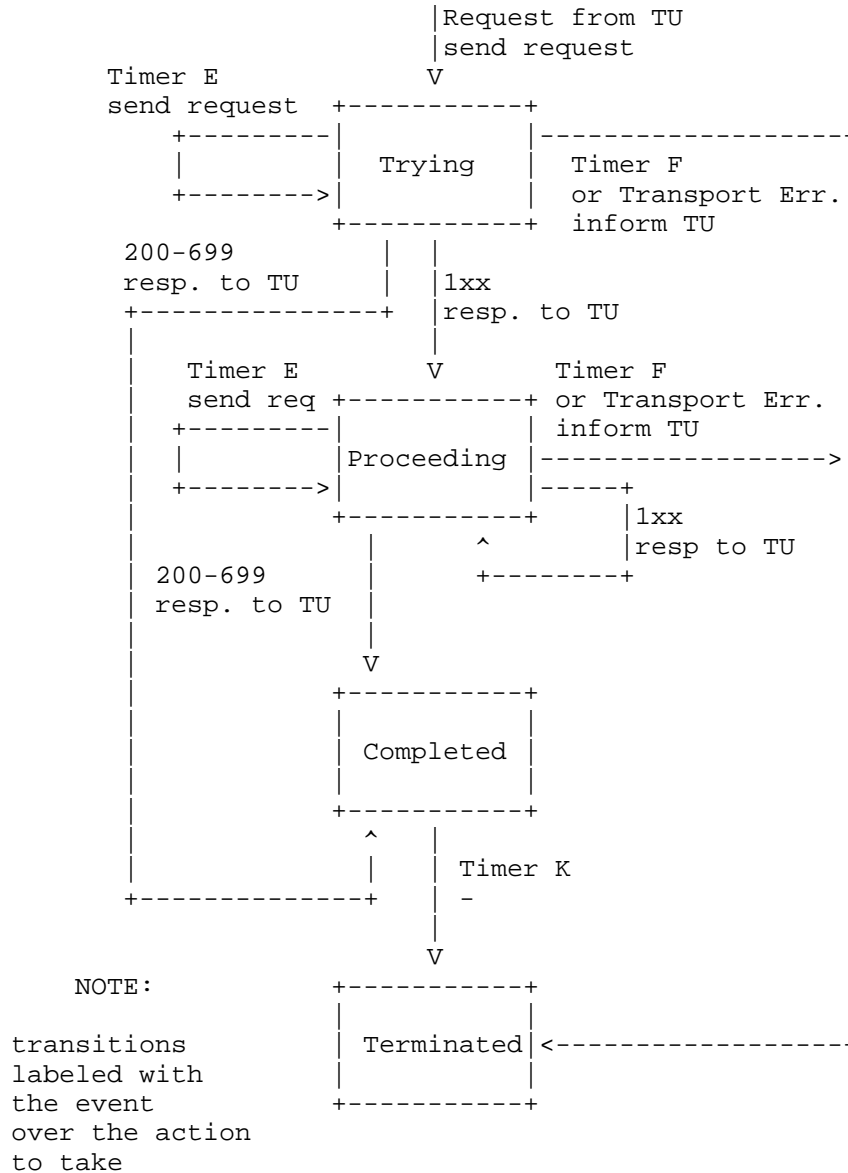 Request from TU
send request
Timer E
send request
Trying
Timer F
or Transport Err.
inform TU
200-699
resp. to TU
1xx
resp. to TU
Timer E
send req
Timer F
or Transport Err.
inform TU
Proceeding
1xx
resp to TU
200-699
resp. to TU
Completed
Timer K
-
NOTE:
transitions
labeled with
the event
over the action
to take
Terminated